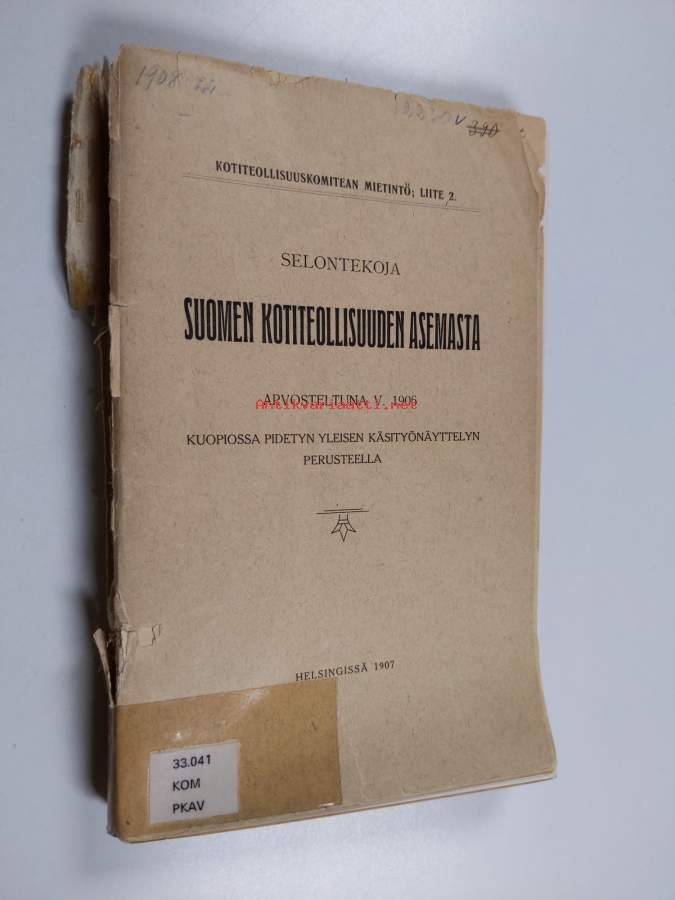 1908
390
KOTITEOLLISUUSKOMITEAN MIETINTÖ; LIITE 2.
SELONTEKOJA
SUOMEN KOTITEOLLISUUDEN ASEMASTA
ARVOSTELTUNA V. 1906
Antikvariaatti.net
KUOPIOSSA PIDETYN YLEISEN KÄSITYÖNÄYTTELYN
PERUSTEELLA
HELSINGISSÄ 1907
33.041
KOM
PKAV